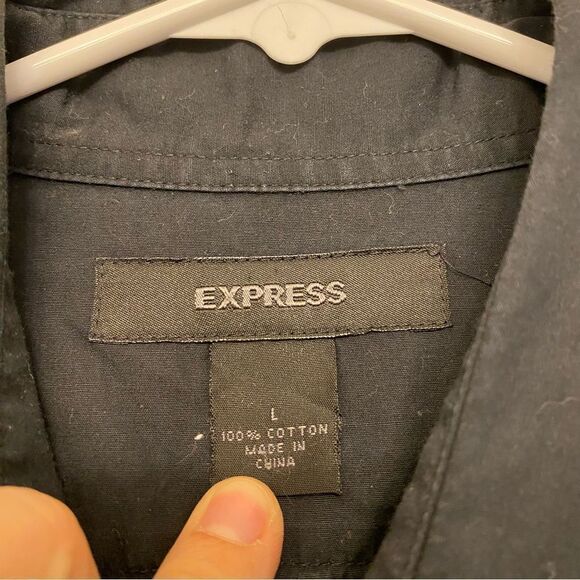 EXPRESS
L
100% COTTON
MADE IN
CHINA